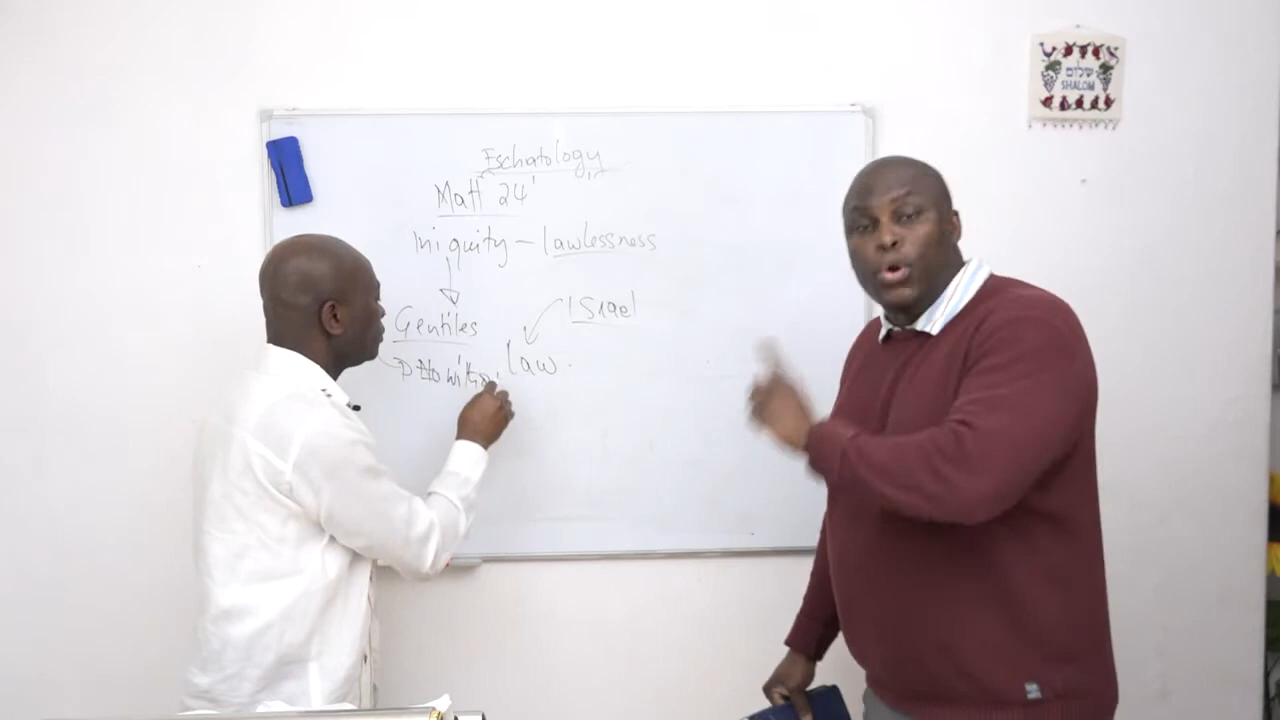 Eschatology
Matt 24
Iniquity - lawlessness
Israel
Gentiles
law.
שלום
SHALOM